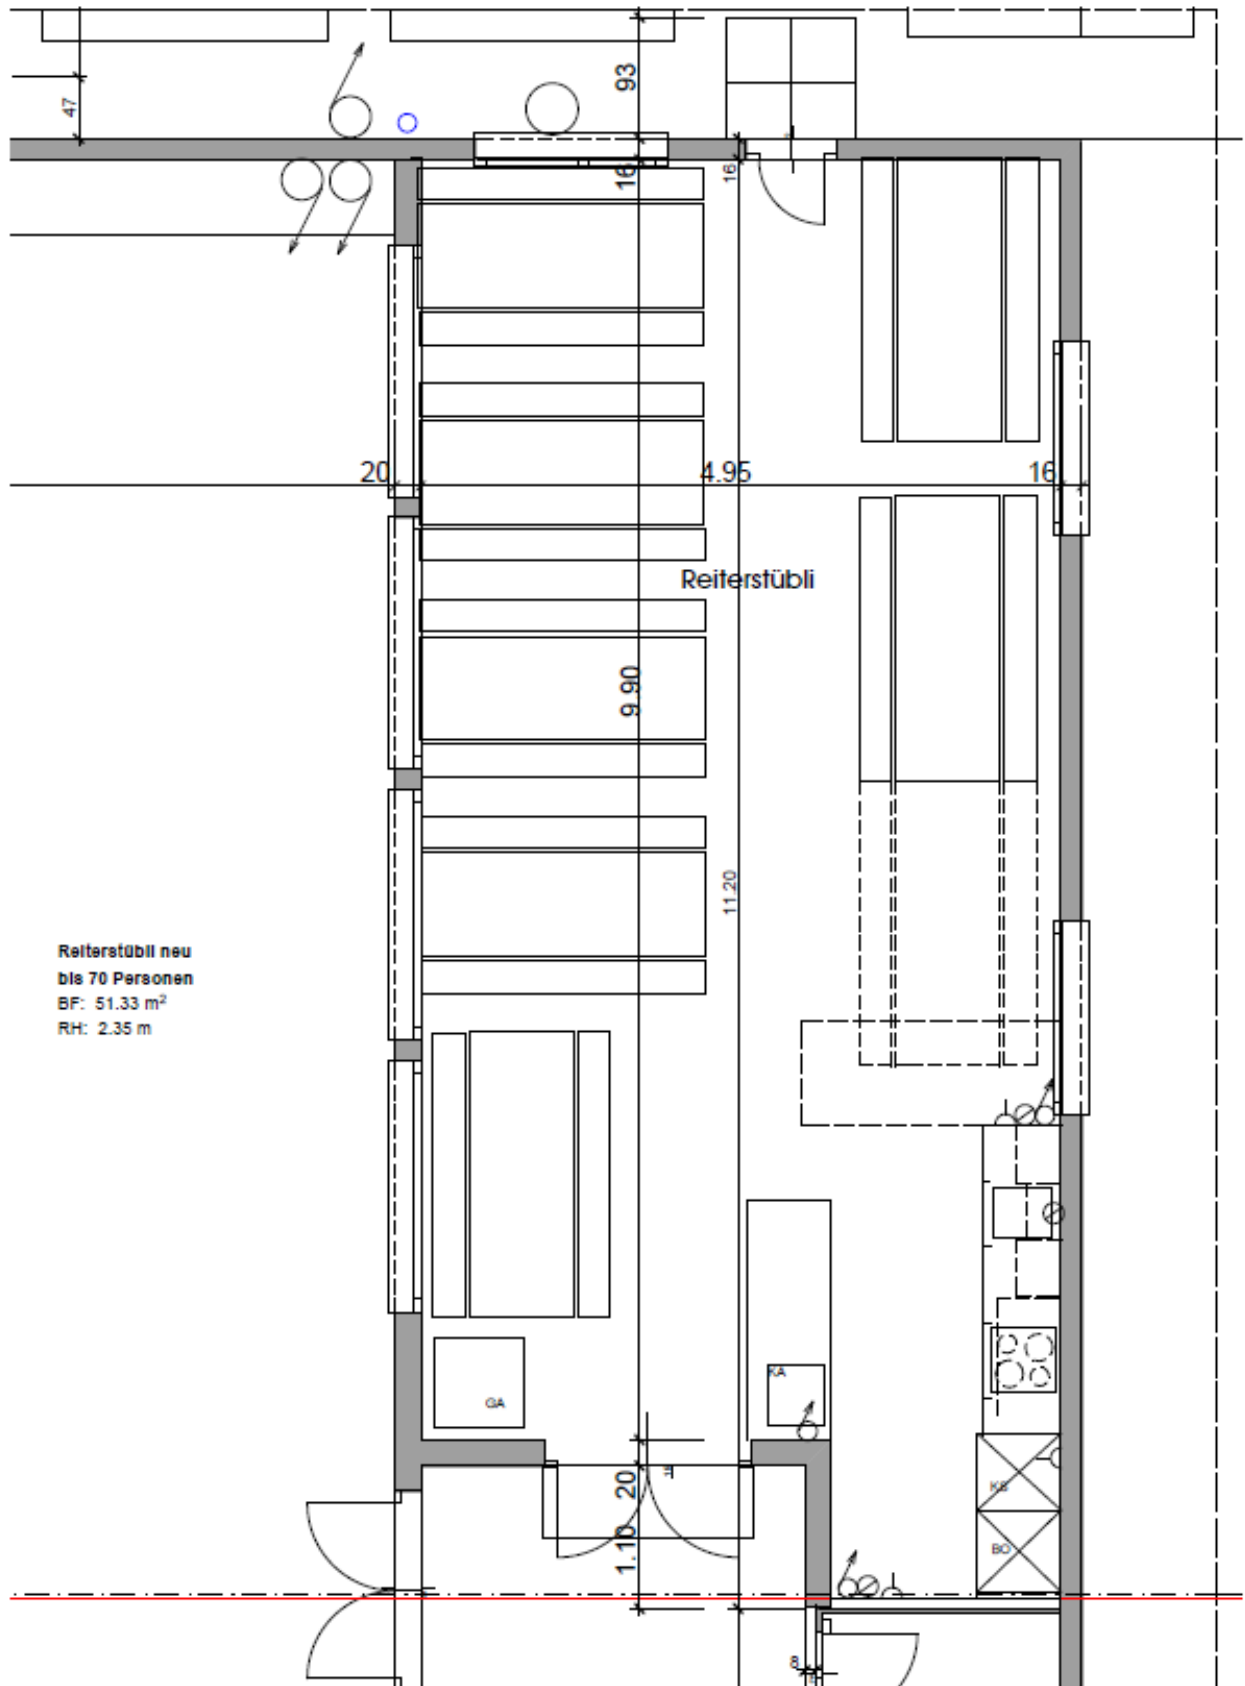 93
47
16
16
20
4.95
16
Reiterstübli
9.90
11.20
Reiterstübli neu
bis 70 Personen
BF: 51.33 m²
RH: 2.35 m
KA
GA
20
KS
1.10
BO
8